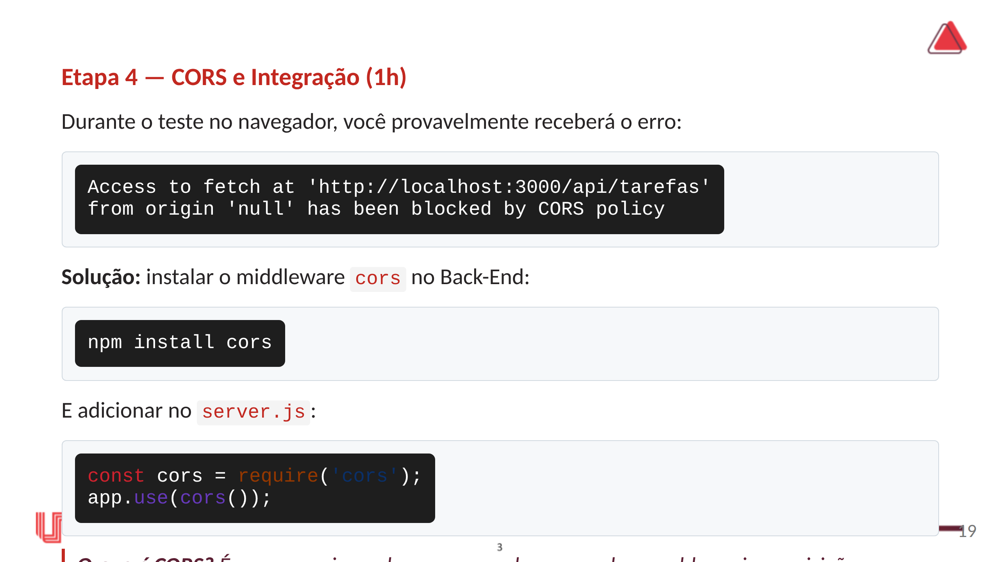 Etapa 4 — CORS e Integração (1h)
Durante o teste no navegador, você provavelmente receberá o erro:
Access to fetch at 'http://localhost:3000/api/tarefas'
from origin 'null' has been blocked by CORS policy
Solução: instalar o middleware cors no Back-End:
npm install cors
E adicionar no server.js:
const cors = require('cors');
app.use(cors());
19
3
O que é CORS? É